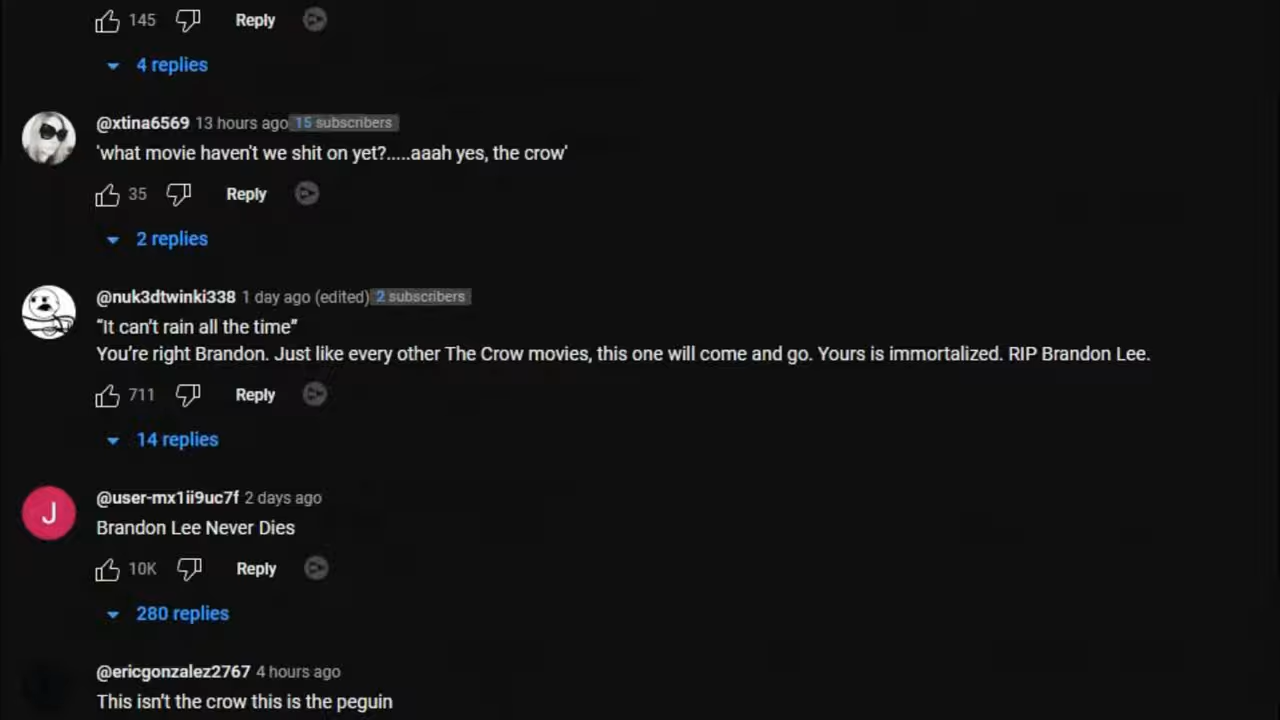 145 Reply
4 replies
@xtina6569 13 hours ago 15 subscribers
'what movie haven't we shit on yet?.....aaah yes, the crow'
35 Reply
2 replies
@nuk3dtwinki338 1 day ago (edited) 2 subscribers
“It can’t rain all the time”
You’re right Brandon. Just like every other The Crow movies, this one will come and go. Yours is immortalized. RIP Brandon Lee.
711 Reply
14 replies
J
@user-mx1ii9uc7f 2 days ago
Brandon Lee Never Dies
10K Reply
280 replies
@ericgonzalez2767 4 hours ago
This isn't the crow this is the peguin